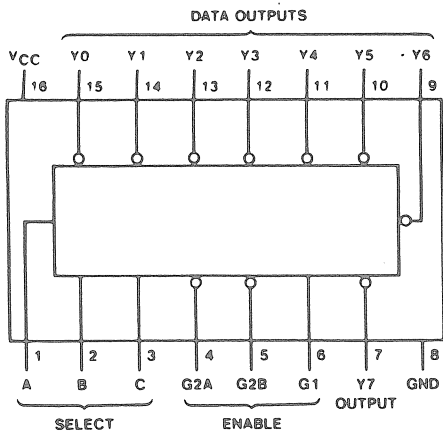 DATA OUTPUTS
VCC Y0 Y1 Y2 Y3 Y4 Y5 Y6
16 15 14 13 12 11 10 9
1 2 3 4 5 6 7 8
A B C G2A G2B G1 Y7 GND
OUTPUT
SELECT ENABLE